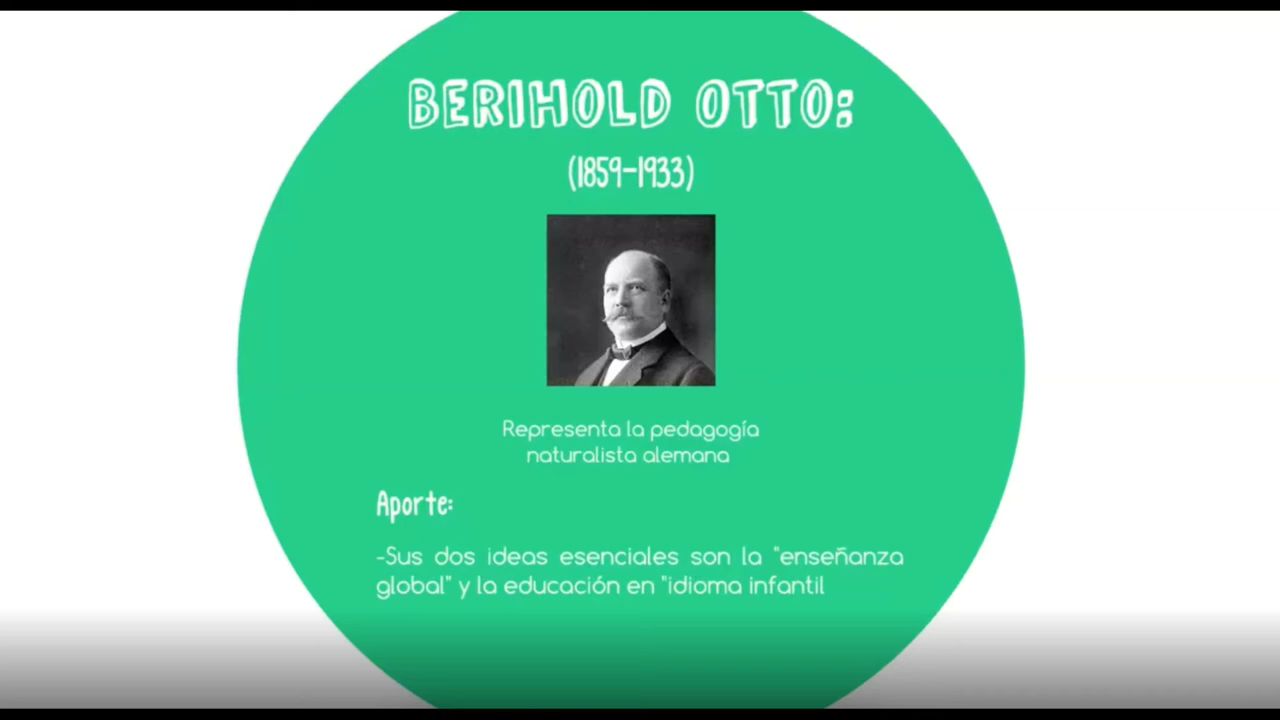 BERIHOLD OTTO:
(1859-1933)
Representa la pedagogía
naturalista alemana
Aporte:
-Sus dos ideas esenciales son la "enseñanza
global" y la educación en "idioma infantil